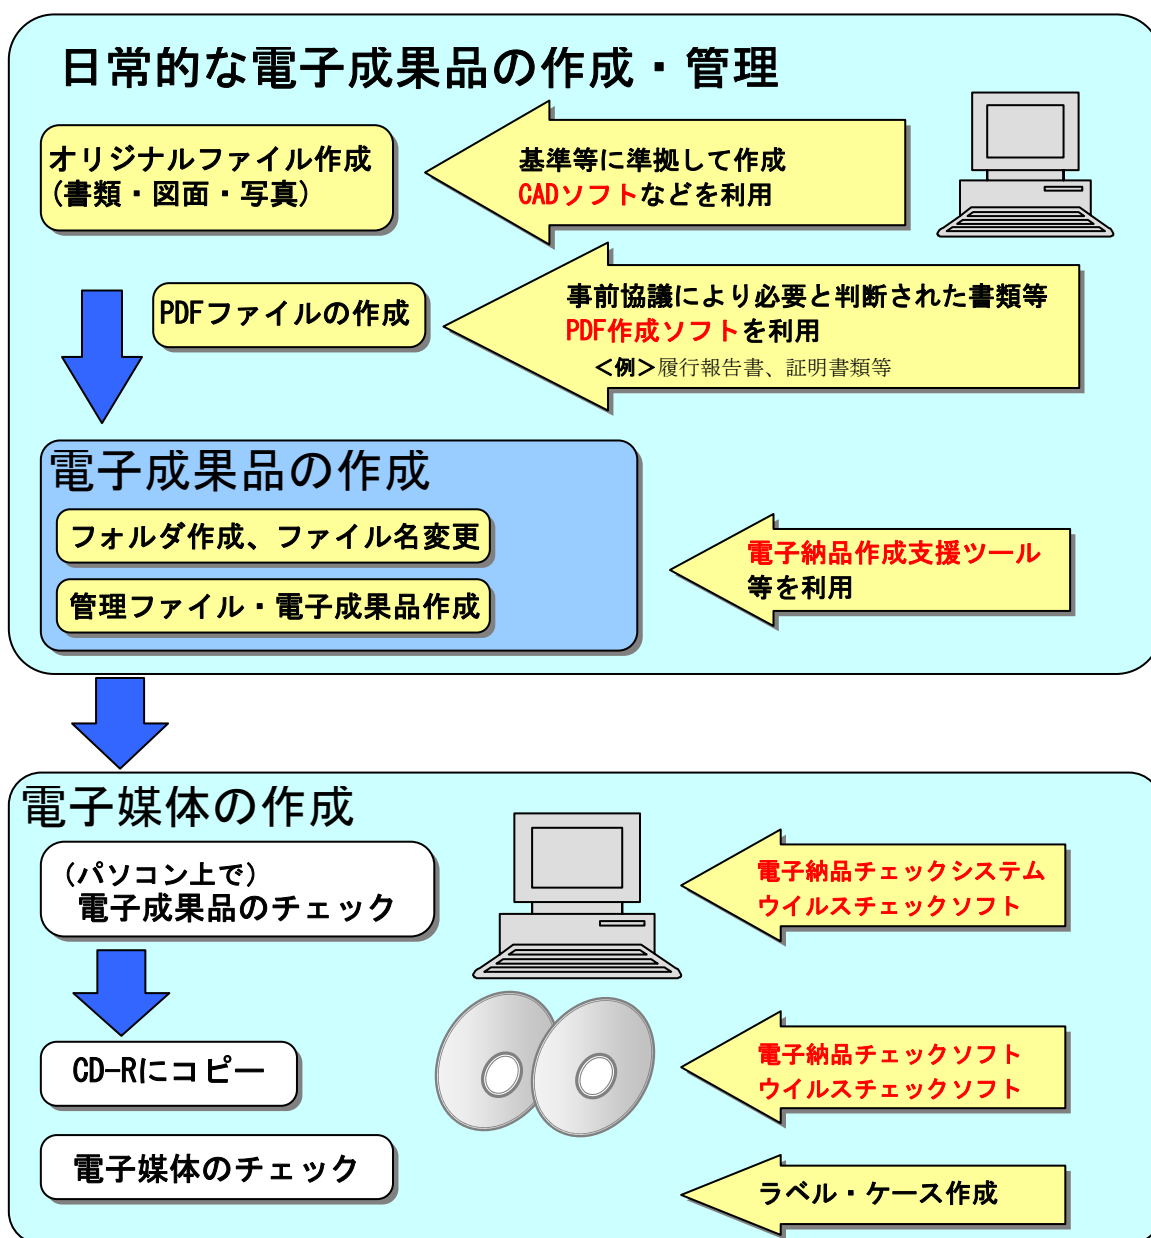 日常的な電子成果品の作成・管理
オリジナルファイル作成
(書類・図面・写真)
基準等に準拠して作成
CADソフトなどを利用
PDFファイルの作成
事前協議により必要と判断された書類等
PDF作成ソフトを利用
＜例＞履行報告書、証明書類等
電子成果品の作成
フォルダ作成、ファイル名変更
管理ファイル・電子成果品作成
電子納品作成支援ツール
等を利用
電子媒体の作成
(パソコン上で)
電子成果品のチェック
電子納品チェックシステム
ウイルスチェックソフト
CD-Rにコピー
電子納品チェックソフト
ウイルスチェックソフト
電子媒体のチェック
ラベル・ケース作成